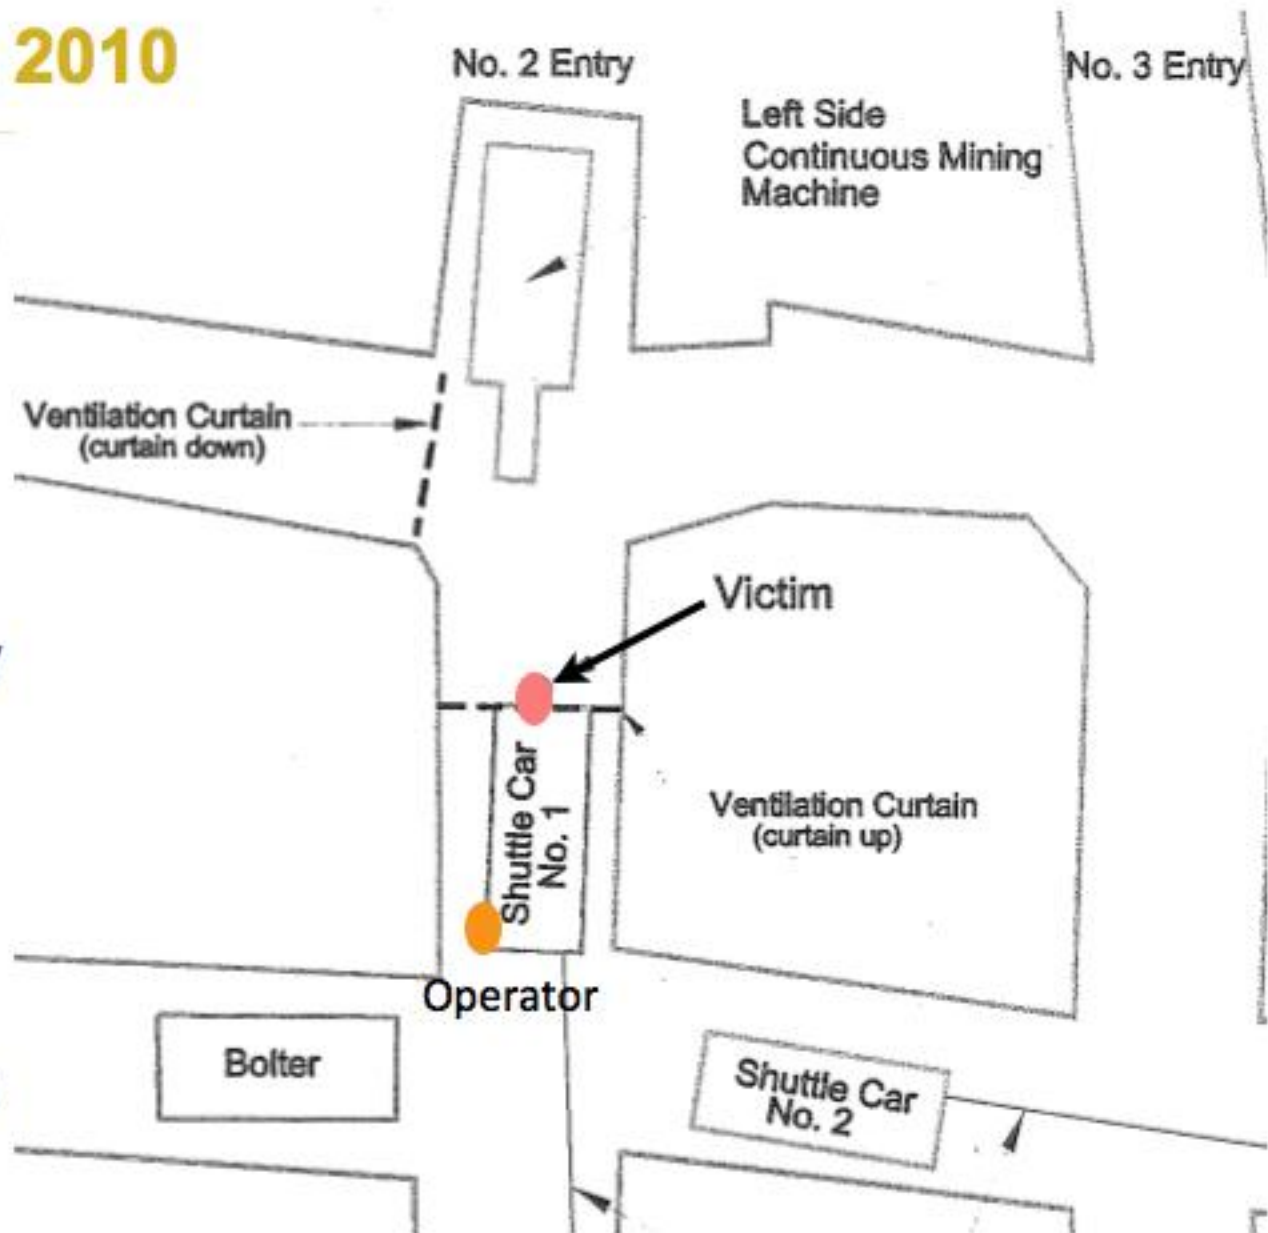 2010
No. 2 Entry
No. 3 Entry
Left Side
Continuous Mining
Machine
Ventilation Curtain
(curtain down)
Victim
Shuttle Car
No. 1
Ventilation Curtain
(curtain up)
Operator
Bolter
Shuttle Car
No. 2